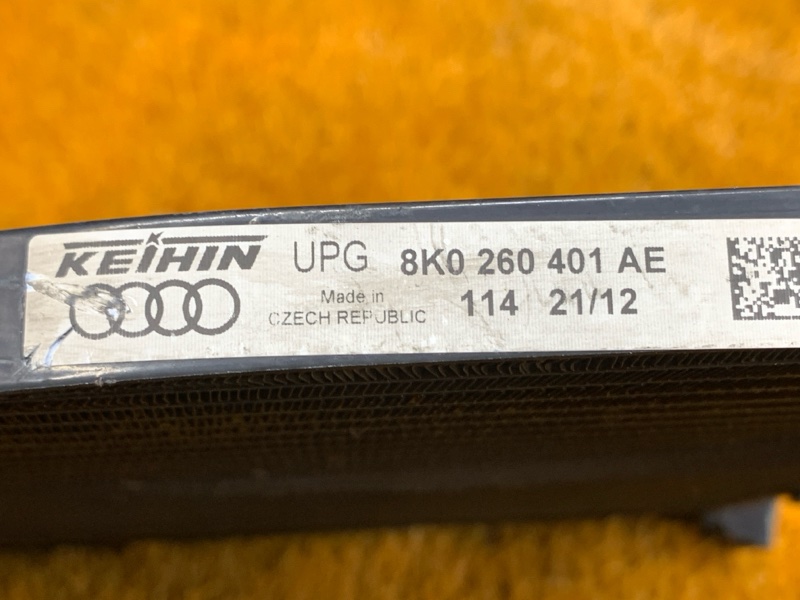 KEIHIN UPG 8K0 260 401 AE
Made in 114 21/12
CZECH REPUBLIC